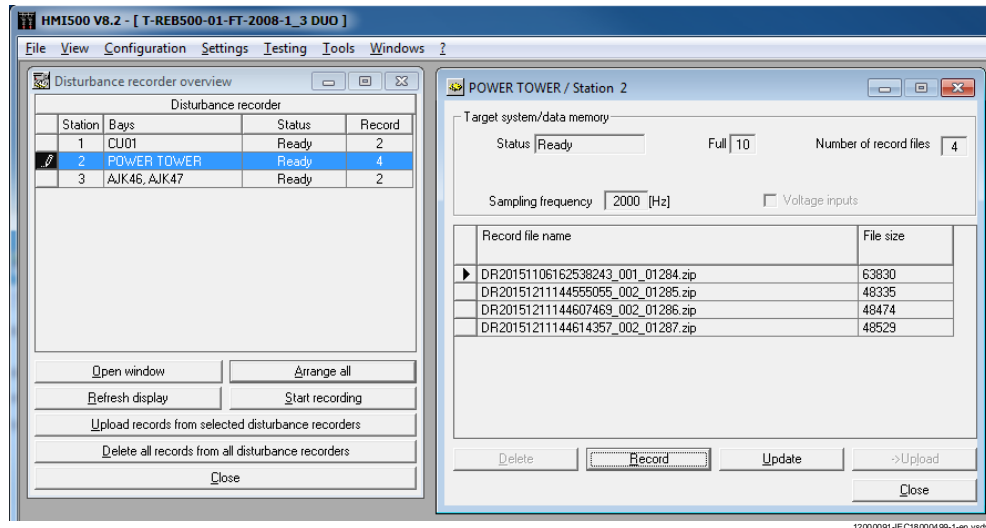 HMI500 V8.2 - [ T-REB500-01-FT-2008-1_3 DUO ]
File View Configuration Settings Testing Tools Windows ?
Disturbance recorder overview
Disturbance recorder
Station Bays Status Record
1 CU01 Ready 2
2 POWER TOWER Ready 4
3 AJK46, AJK47 Ready 2
Open window Arrange all
Refresh display Start recording
Upload records from selected disturbance recorders
Delete all records from all disturbance recorders
Close
POWER TOWER / Station 2
Target system/data memory
Status Ready Full 10 Number of record files 4
Sampling frequency 2000 [Hz] Voltage inputs
Record file name File size
DR20151106162538243_001_01284.zip 63830
DR20151211144555055_002_01285.zip 48335
DR20151211144607469_002_01286.zip 48474
DR20151211144614357_002_01287.zip 48529
Delete Record Update ->Upload
Close
12000091-IEC18000499-1-en.vsdx